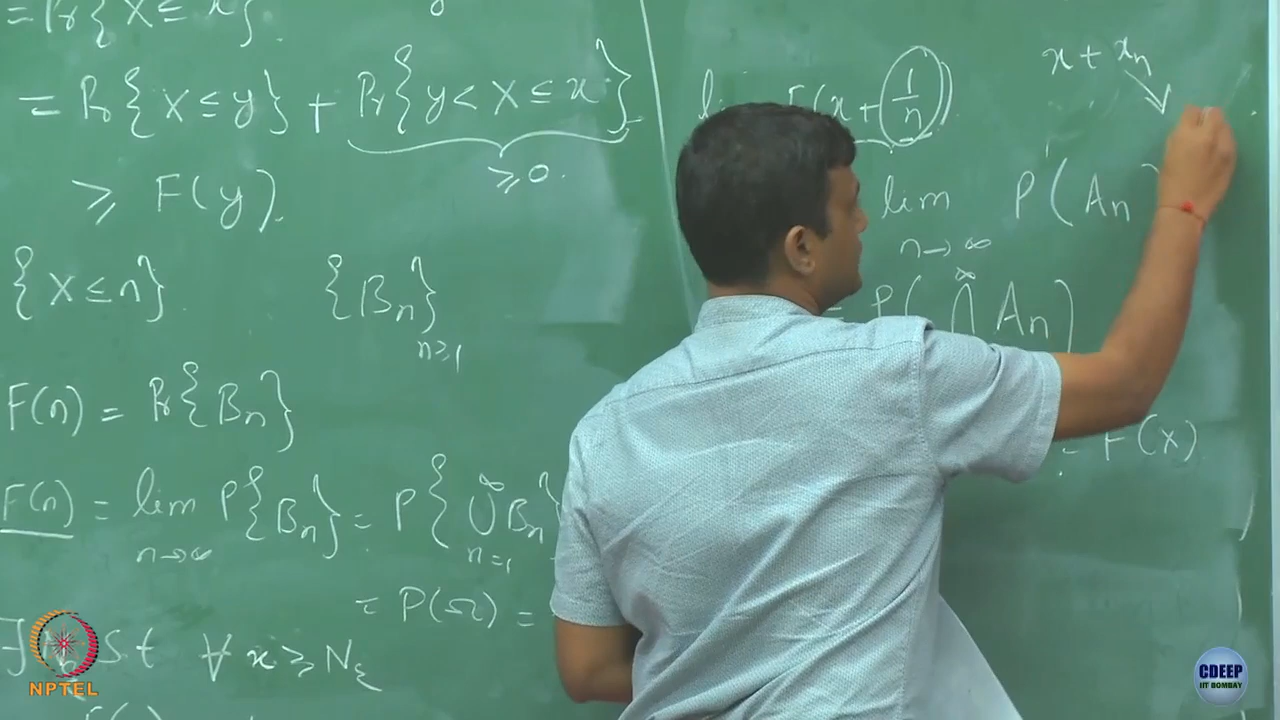 = Pr{X ≤ x}.
= Pr{X ≤ y} + Pr{y < X ≤ x}.
≥ 0.
≥ F(y).
{X ≤ n}. {Bn}n≥1
F(n) = Pr{Bn}
F(n) = lim n→∞ P{Bn} = P{∪ n=1 ∞ Bn}
= P(Ω) =
s.t ∀ x ≥ Nε
F(x + 1/n))
x + xn ↘
lim n→∞ P(An)
= P(∩ ∞ An)
= F(x)
NPTEL
CDEEP
IIT BOMBAY